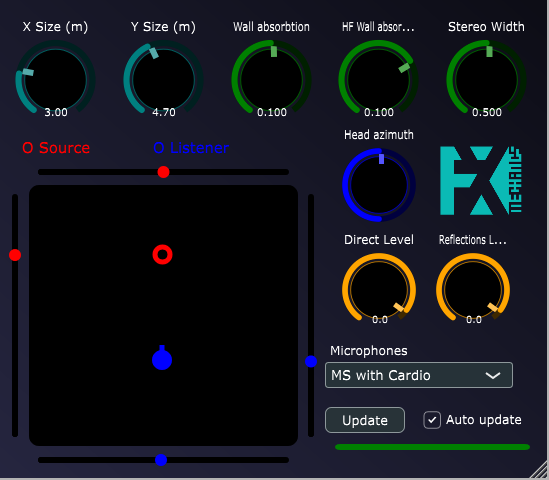 X Size (m) Y Size (m) Wall absorbtion HF Wall absor... Stereo Width
3.00 4.70 0.100 0.100 0.500
O Source O Listener Head azimuth
FX
MECHANICS
Direct Level Reflections L...
0.0 0.0
Microphones
MS with Cardio
Update Auto update